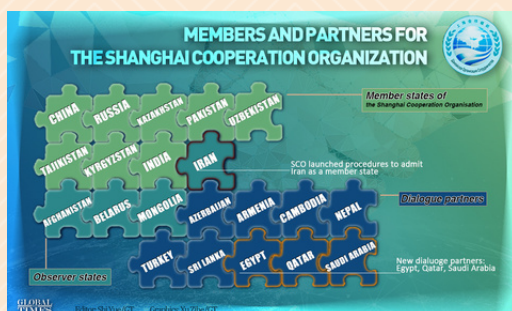 MEMBERS AND PARTNERS FOR
THE SHANGHAI COOPERATION ORGANIZATION
Member states of
the Shanghai Cooperation Organisation
CHINA
RUSSIA
KAZAKHSTAN
PAKISTAN
UZBEKISTAN
TAJIKISTAN
KYRGYZSTAN
INDIA
IRAN
SCO launched procedures to admit
Iran as a member state
AFGHANISTAN
BELARUS
MONGOLIA
AZERBAIJAN
ARMENIA
CAMBODIA
NEPAL
Dialogue partners
TURKEY
SRI LANKA
EGYPT
QATAR
SAUDI ARABIA
New dialuoge partners:
Egypt, Qatar, Saudi Arabia
Observer states
GLOBAL
TIMES